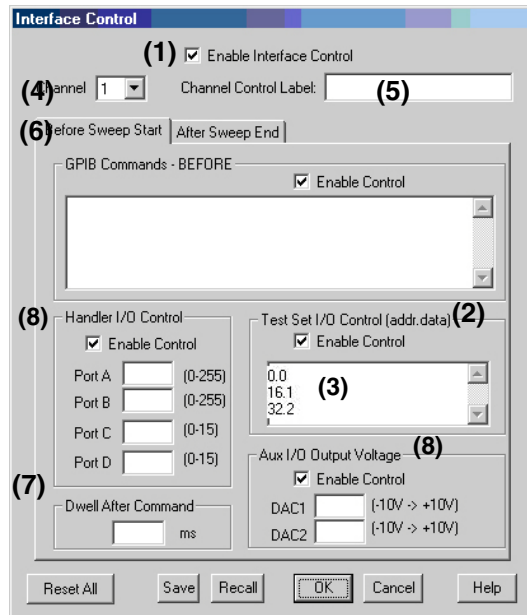 Interface Control
(1) Enable Interface Control
(4) hannel 1 Channel Control Label: (5)
(6) efore Sweep Start After Sweep End
GPIB Commands - BEFORE
Enable Control
(8) Handler I/O Control
Enable Control
Port A (0-255)
Port B (0-255)
Port C (0-15)
Port D (0-15)
Test Set I/O Control (addr.data) (2)
Enable Control
0.0
16.1
32.2
(3)
Aux I/O Output Voltage (8)
Enable Control
DAC1 (-10V -> +10V)
DAC2 (-10V -> +10V)
(7)
Dwell After Command
ms
Reset All Save Recall OK Cancel Help